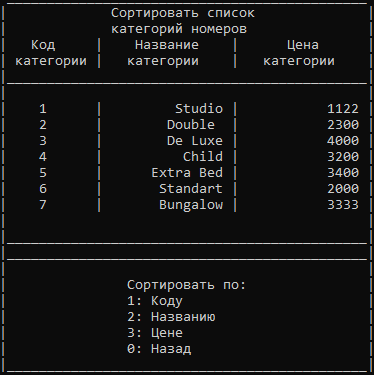 Сортировать список
категорий номеров
Код | Название | Цена
категории | категории | категории
1 | Studio | 1122
2 | Double | 2300
3 | De Luxe | 4000
4 | Child | 3200
5 | Extra Bed | 3400
6 | Standart | 2000
7 | Bungalow | 3333
Сортировать по:
1: Коду
2: Названию
3: Цене
0: Назад